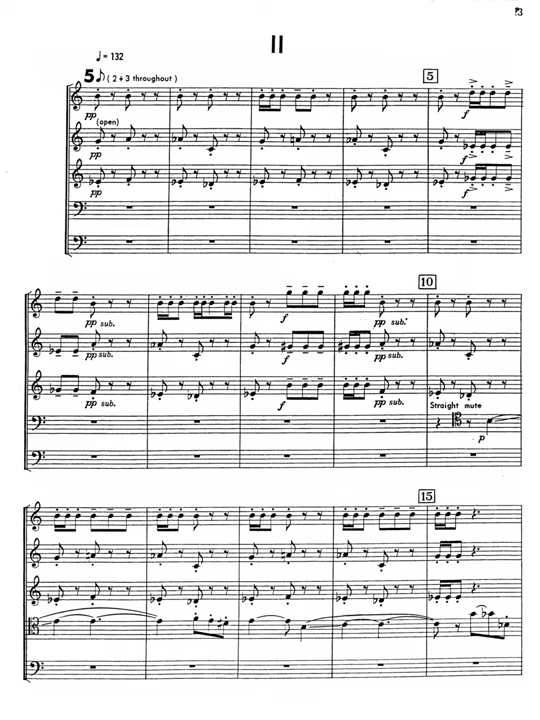 13
II
♩ = 132
5 ♪ ( 2 + 3 throughout ) 5
pp f
(open)
pp f
pp f
10
pp sub. f pp sub.
pp sub. f pp sub.
pp sub. f pp sub.
Straight mute
p
15